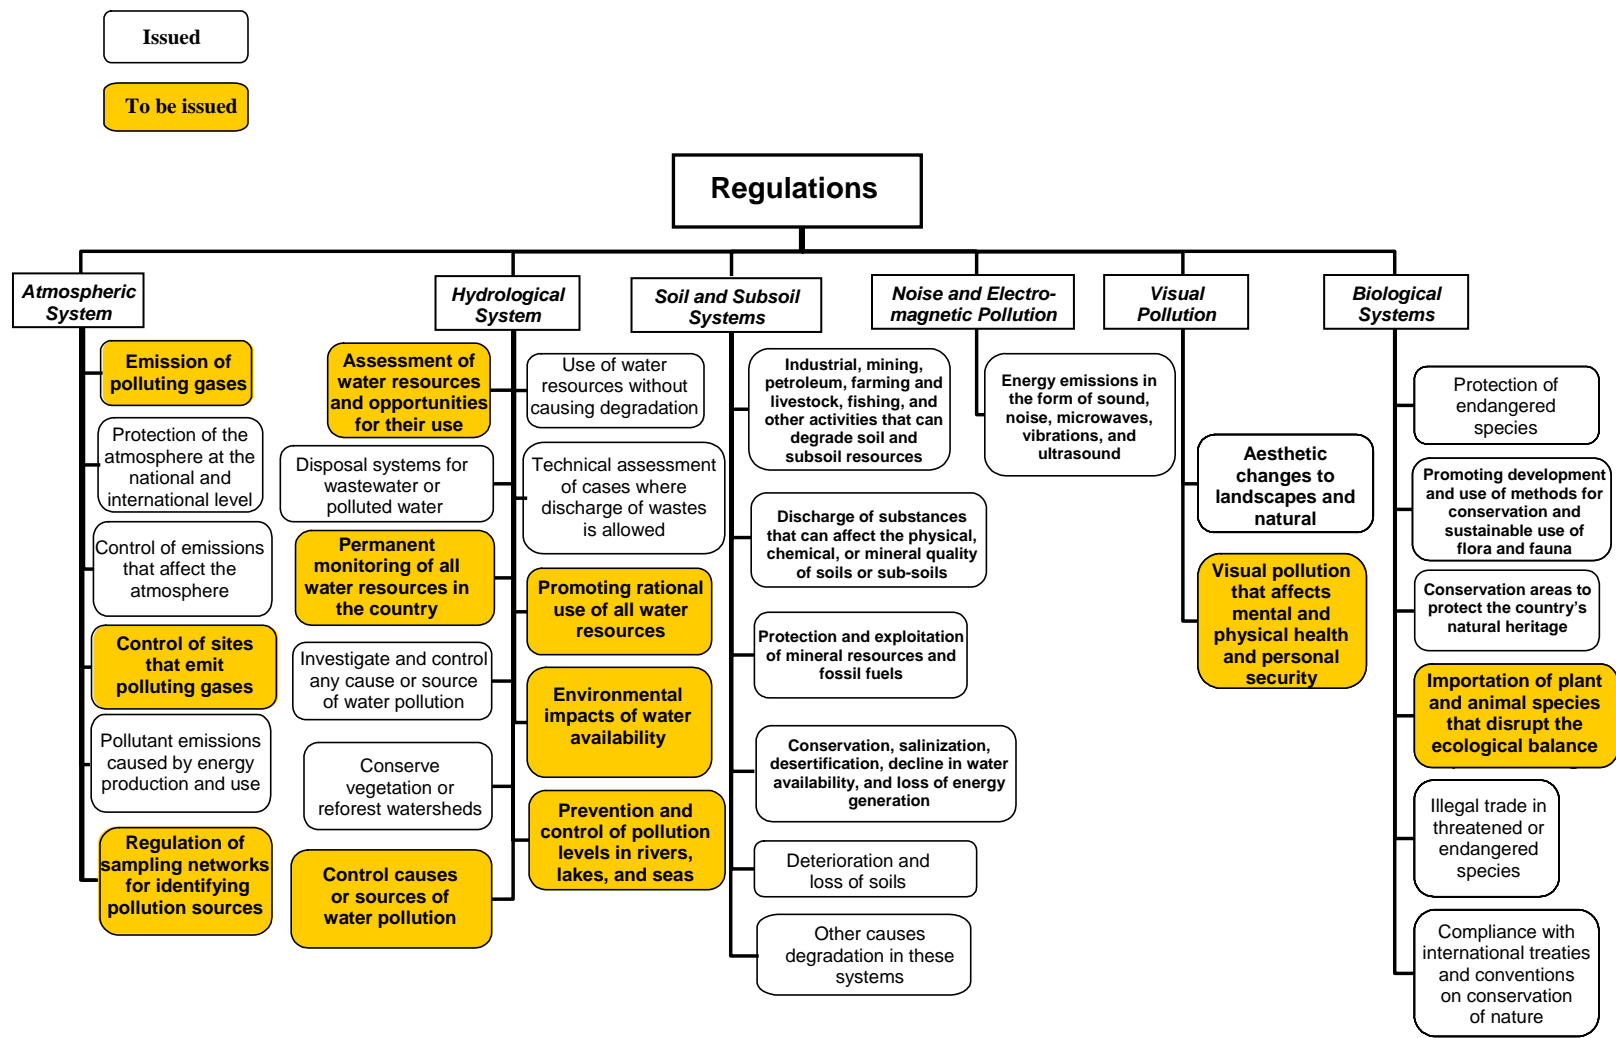 Issued
To be issued
Regulations
Atmospheric
System
Emission of
polluting gases
Protection of the
atmosphere at the
national and
international level
Control of emissions
that affect the
atmosphere
Control of sites
that emit
polluting gases
Pollutant emissions
caused by energy
production and use
Regulation of
sampling networks
for identifying
pollution sources
Hydrological
System
Assessment of
water resources
and opportunities
for their use
Disposal systems for
wastewater or
polluted water
Permanent
monitoring of all
water resources in
the country
Investigate and control
any cause or source
of water pollution
Conserve
vegetation or
reforest watersheds
Control causes
or sources of
water pollution
Use of water
resources without
causing degradation
Technical assessment
of cases where
discharge of wastes
is allowed
Promoting rational
use of all water
resources
Environmental
impacts of water
availability
Prevention and
control of pollution
levels in rivers,
lakes, and seas
Soil and Subsoil
Systems
Industrial, mining,
petroleum, farming and
livestock, fishing, and
other activities that can
degrade soil and
subsoil resources
Discharge of substances
that can affect the physical,
chemical, or mineral quality
of soils or sub-soils
Protection and exploitation
of mineral resources and
fossil fuels
Conservation, salinization,
desertification, decline in water
availability, and loss of energy
generation
Deterioration and
loss of soils
Other causes
degradation in these
systems
Noise and Electro-
magnetic Pollution
Energy emissions in
the form of sound,
noise, microwaves,
vibrations, and
ultrasound
Visual
Pollution
Aesthetic
changes to
landscapes and
natural
Visual pollution
that affects
mental and
physical health
and personal
security
Biological
Systems
Protection of
endangered
species
Promoting development
and use of methods for
conservation and
sustainable use of
flora and fauna
Conservation areas to
protect the country's
natural heritage
Importation of plant
and animal species
that disrupt the
ecological balance
Illegal trade in
threatened or
endangered
species
Compliance with
international treaties
and conventions
on conservation
of nature